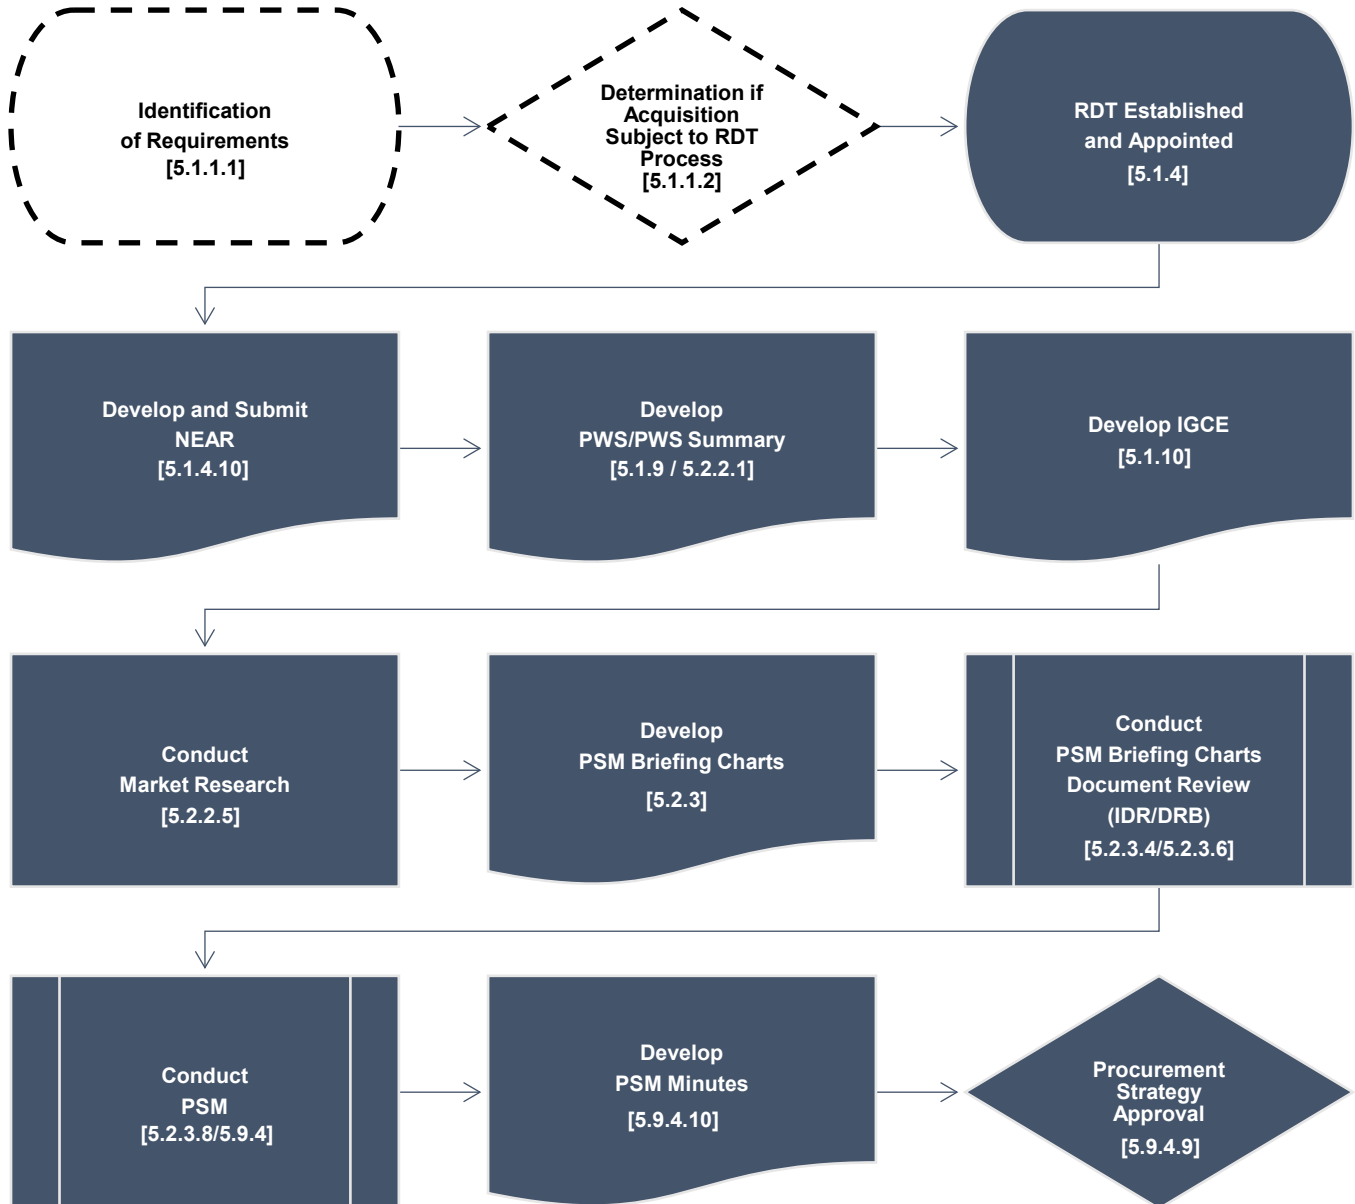 Identification
of Requirements
[5.1.1.1]
Determination if
Acquisition
Subject to RDT
Process
[5.1.1.2]
RDT Established
and Appointed
[5.1.4]
Develop and Submit
NEAR
[5.1.4.10]
Develop
PWS/PWS Summary
[5.1.9 / 5.2.2.1]
Develop IGCE
[5.1.10]
Conduct
Market Research
[5.2.2.5]
Develop
PSM Briefing Charts
[5.2.3]
Conduct
PSM Briefing Charts
Document Review
(IDR/DRB)
[5.2.3.4/5.2.3.6]
Conduct
PSM
[5.2.3.8/5.9.4]
Develop
PSM Minutes
[5.9.4.10]
Procurement
Strategy
Approval
[5.9.4.9]